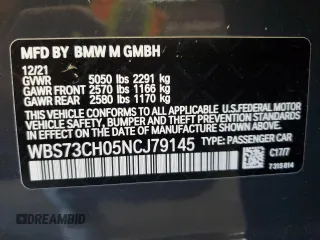 MFD BY BMW M GMBH
12/21
GVWR 5050 lbs 2291 kg
GAWR FRONT 2570 lbs 1166 kg
GAWR REAR 2580 lbs 1170 kg
THIS VEHICLE CONFORMS TO ALL APPLICABLE U.S. FEDERAL MOTOR
VEHICLE SAFETY, BUMPER, AND THEFT PREVENTION STANDARDS
IN EFFECT ON THE DATE OF MANUFACTURE SHOWN ABOVE.
WBS73CH05NCJ79145 TYPE: PASSENGER CAR
C17/7
7315814
DREAMBID